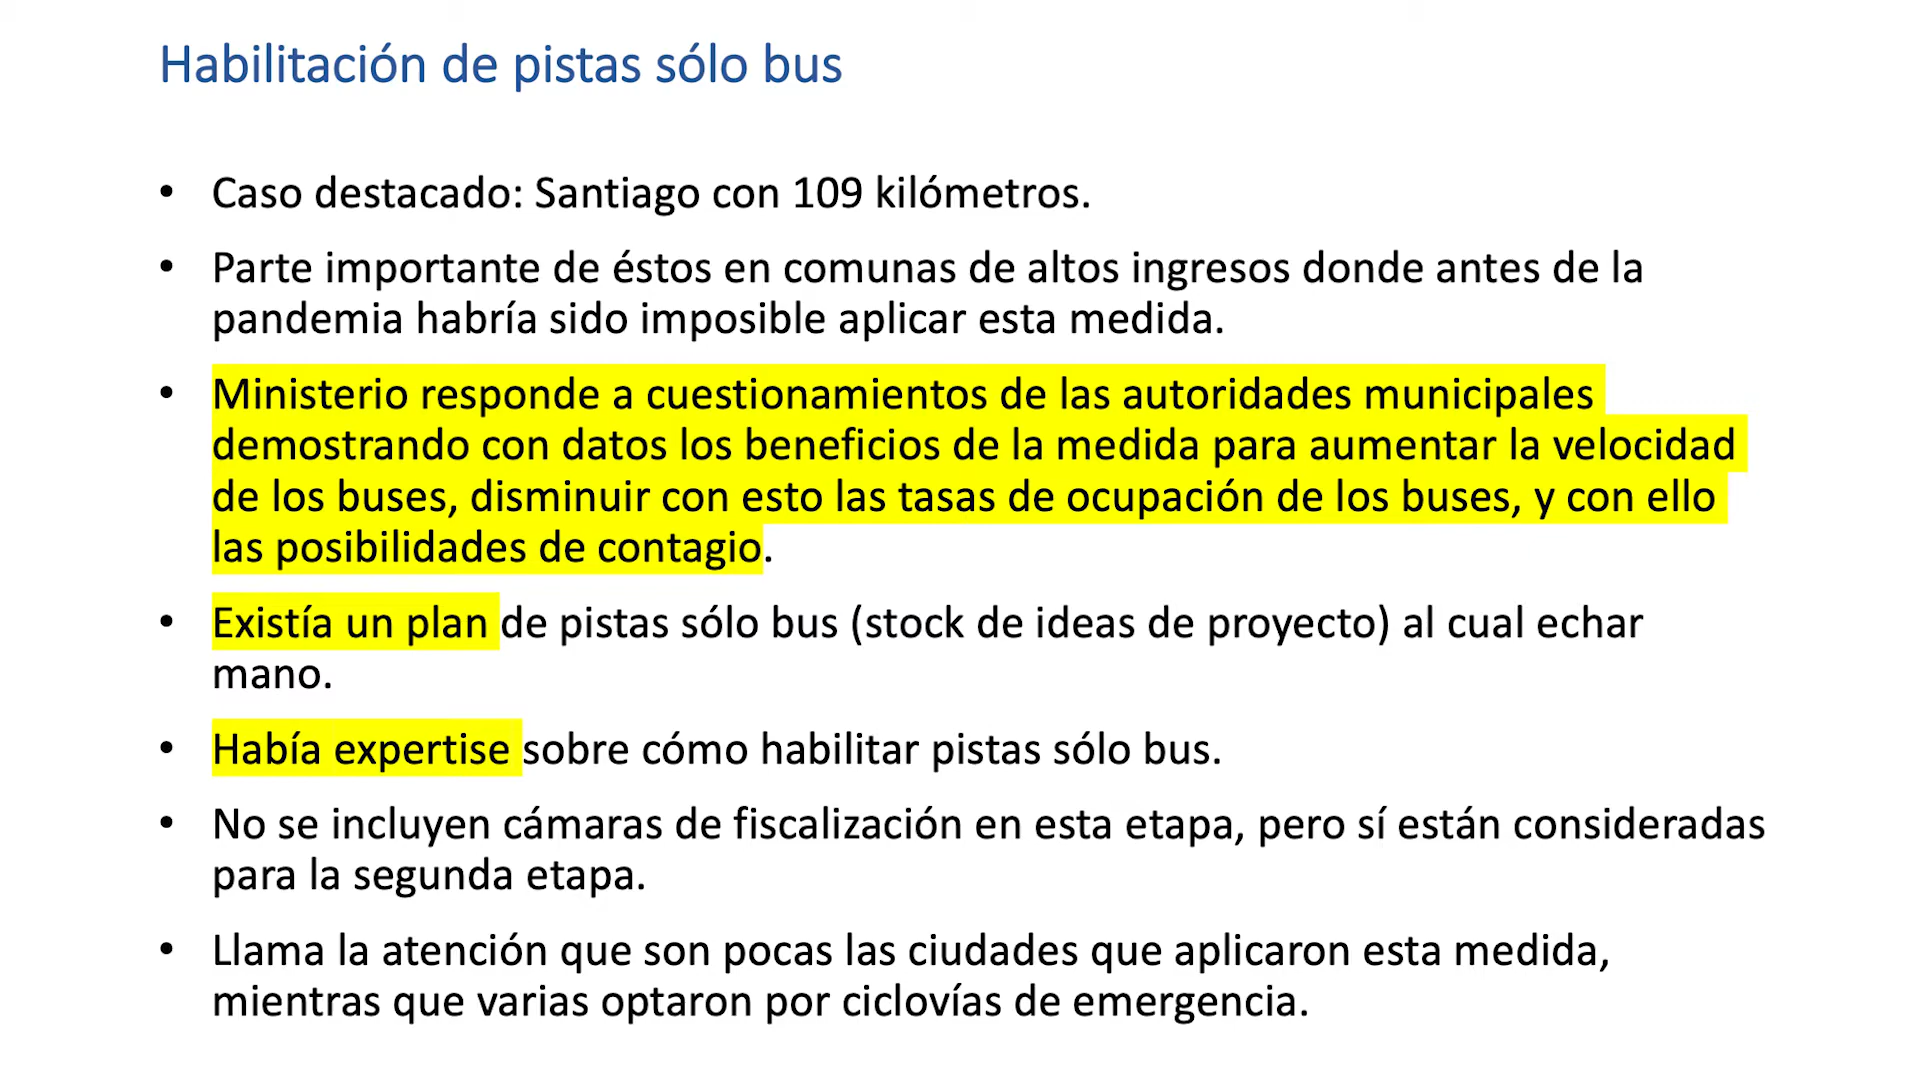 Habilitación de pistas sólo bus
• Caso destacado: Santiago con 109 kilómetros.
• Parte importante de éstos en comunas de altos ingresos donde antes de la
pandemia habría sido imposible aplicar esta medida.
• Ministerio responde a cuestionamientos de las autoridades municipales
demostrando con datos los beneficios de la medida para aumentar la velocidad
de los buses, disminuir con esto las tasas de ocupación de los buses, y con ello
las posibilidades de contagio.
• Existía un plan de pistas sólo bus (stock de ideas de proyecto) al cual echar
mano.
• Había expertise sobre cómo habilitar pistas sólo bus.
• No se incluyen cámaras de fiscalización en esta etapa, pero sí están consideradas
para la segunda etapa.
• Llama la atención que son pocas las ciudades que aplicaron esta medida,
mientras que varias optaron por ciclovías de emergencia.